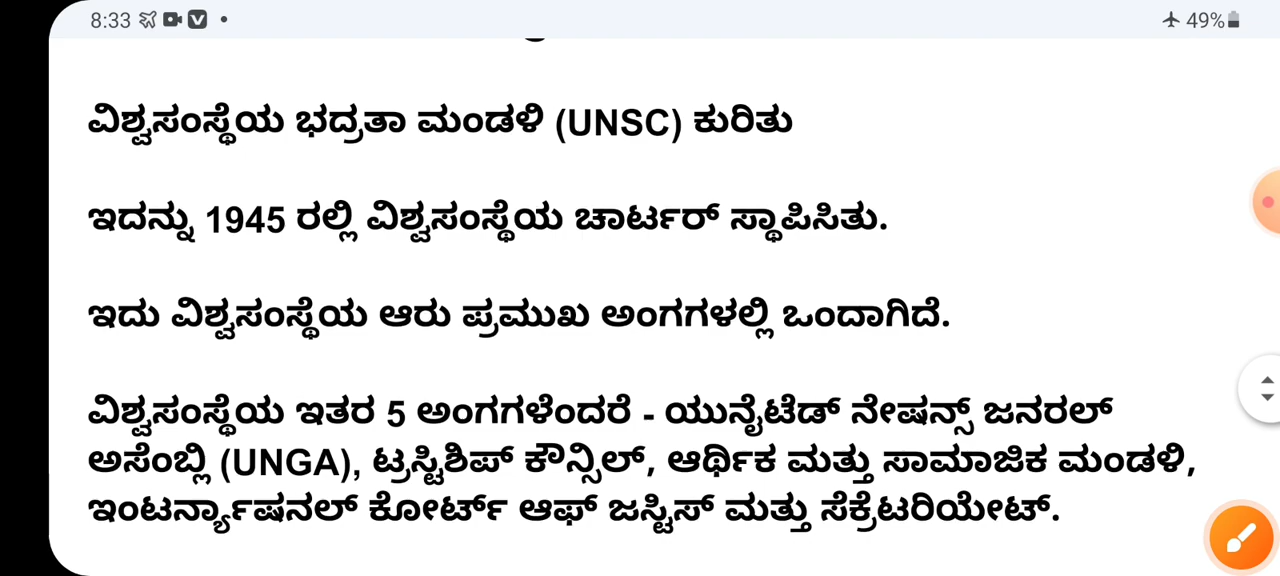 8:33
49%
ವಿಶ್ವಸಂಸ್ಥೆಯ ಭದ್ರತಾ ಮಂಡಳಿ (UNSC) ಕುರಿತು
ಇದನ್ನು 1945 ರಲ್ಲಿ ವಿಶ್ವಸಂಸ್ಥೆಯ ಚಾರ್ಟರ್ ಸ್ಥಾಪಿಸಿತು.
ಇದು ವಿಶ್ವಸಂಸ್ಥೆಯ ಆರು ಪ್ರಮುಖ ಅಂಗಗಳಲ್ಲಿ ಒಂದಾಗಿದೆ.
ವಿಶ್ವಸಂಸ್ಥೆಯ ಇತರ 5 ಅಂಗಗಳೆಂದರೆ - ಯುನೈಟೆಡ್ ನೇಷನ್ಸ್ ಜನರಲ್
ಅಸೆಂಬ್ಲಿ (UNGA), ಟ್ರಸ್ಟಿಶಿಪ್ ಕೌನ್ಸಿಲ್, ಆರ್ಥಿಕ ಮತ್ತು ಸಾಮಾಜಿಕ ಮಂಡಳಿ,
ಇಂಟರ್ನ್ಯಾಷನಲ್ ಕೋರ್ಟ್ ಆಫ್ ಜಸ್ಟಿಸ್ ಮತ್ತು ಸೆಕ್ರೆಟರಿಯೇಟ್.